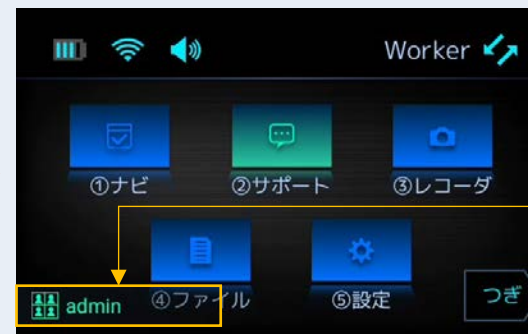 Worker
①ナビ
②サポート
③レコーダ
④ファイル
⑤設定
admin
つぎ